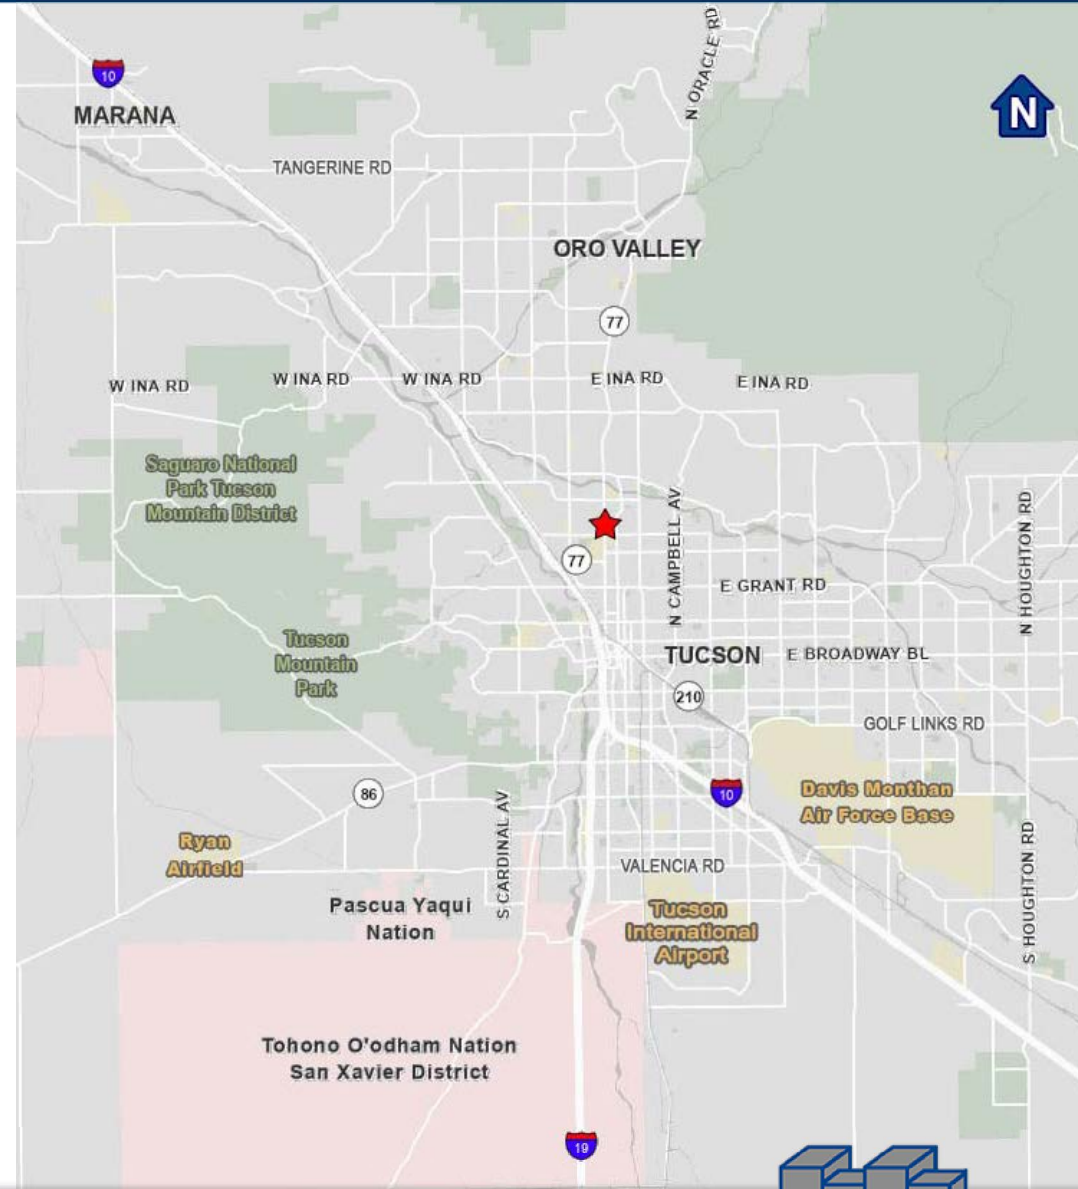 N ORACLE RD
10
N
MARANA
TANGERINE RD
ORO VALLEY
77
W INA RD
W INA RD
W INA RD
E INA RD
E INA RD
Saguaro National
Park Tucson
Mountain District
N CAMPBELL AV
N HOUGHTON RD
77
E GRANT RD
Tucson
Mountain
Park
TUCSON
E BROADWAY BL
210
GOLF LINKS RD
86
10
Davis Monthan
Air Force Base
Ryan
Airfield
S CARDINAL AV
VALENCIA RD
S HOUGHTON RD
Pascua Yaqui
Nation
Tucson
International
Airport
Tohono O'odham Nation
San Xavier District
19